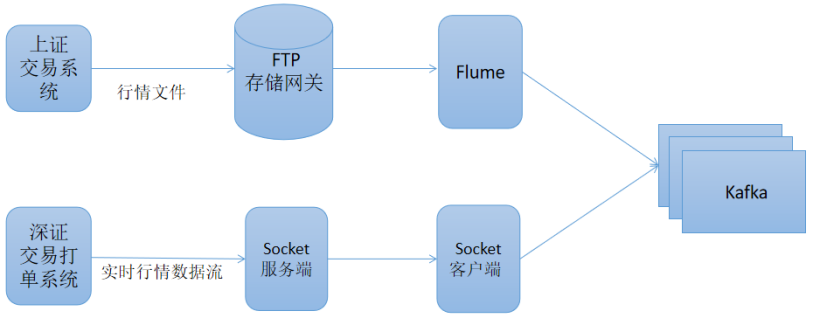 上证
交易系
统
行情文件
FTP
存储网关
Flume
Kafka
深证
交易打
单系统
实时行情数据流
Socket
服务端
Socket
客户端